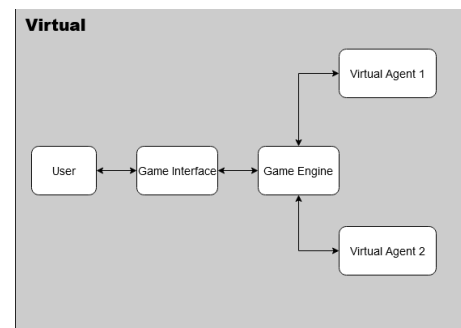 Virtual
Virtual Agent 1
User
Game Interface
Game Engine
Virtual Agent 2